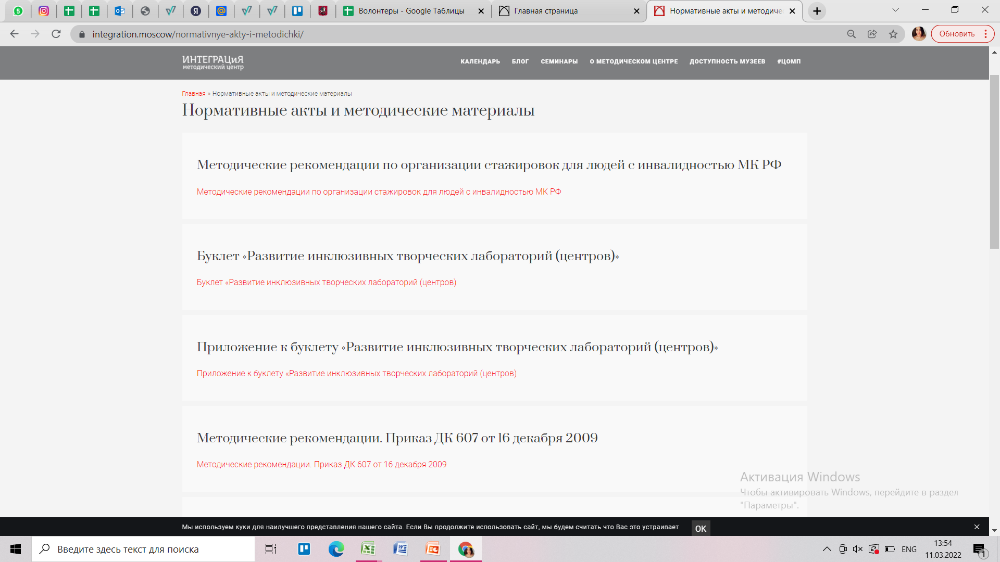 Волонтеры - Google Таблицы
Главная страница
Нормативные акты и методиче
integration.moscow/normativnye-akty-i-metodichki/
Обновить
ИНТЕГРАЦиЯ
методический центр
КАЛЕНДАРЬ БЛОГ СЕМИНАРЫ О МЕТОДИЧЕСКОМ ЦЕНТРЕ ДОСТУПНОСТЬ МУЗЕЕВ #ЦОМП
Главная » Нормативные акты и методические материалы
Нормативные акты и методические материалы
Методические рекомендации по организации стажировок для людей с инвалидностью МК РФ
Методические рекомендации по организации стажировок для людей с инвалидностью МК РФ
Буклет «Развитие инклюзивных творческих лабораторий (центров)»
Буклет «Развитие инклюзивных творческих лабораторий (центров)
Приложение к буклету «Развитие инклюзивных творческих лабораторий (центров)»
Приложение к буклету «Развитие инклюзивных творческих лабораторий (центров)
Методические рекомендации. Приказ ДК 607 от 16 декабря 2009
Методические рекомендации. Приказ ДК 607 от 16 декабря 2009
Активация Windows
Чтобы активировать Windows, перейдите в раздел
"Параметры".
Мы используем куки для наилучшего представления нашего сайта. Если Вы продолжите использовать сайт, мы будем считать что Вас это устраивает
OK
Введите здесь текст для поиска
ENG
13:54
11.03.2022
1